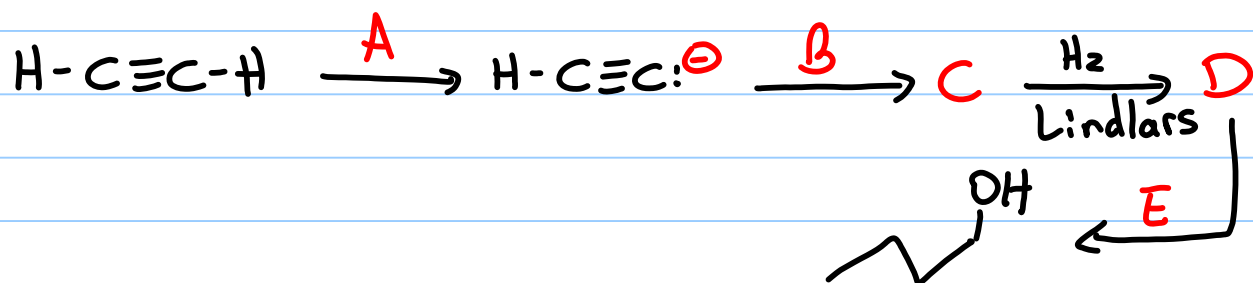 H-C≡C-H A H-C≡C:⊖ B C H2 Lindlars D
OH E